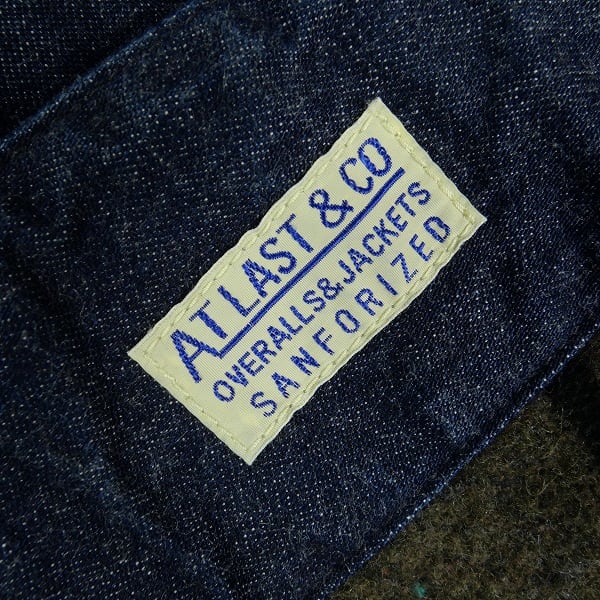 AT LAST & CO
OVERALLS&JACKETS
SANFORIZED